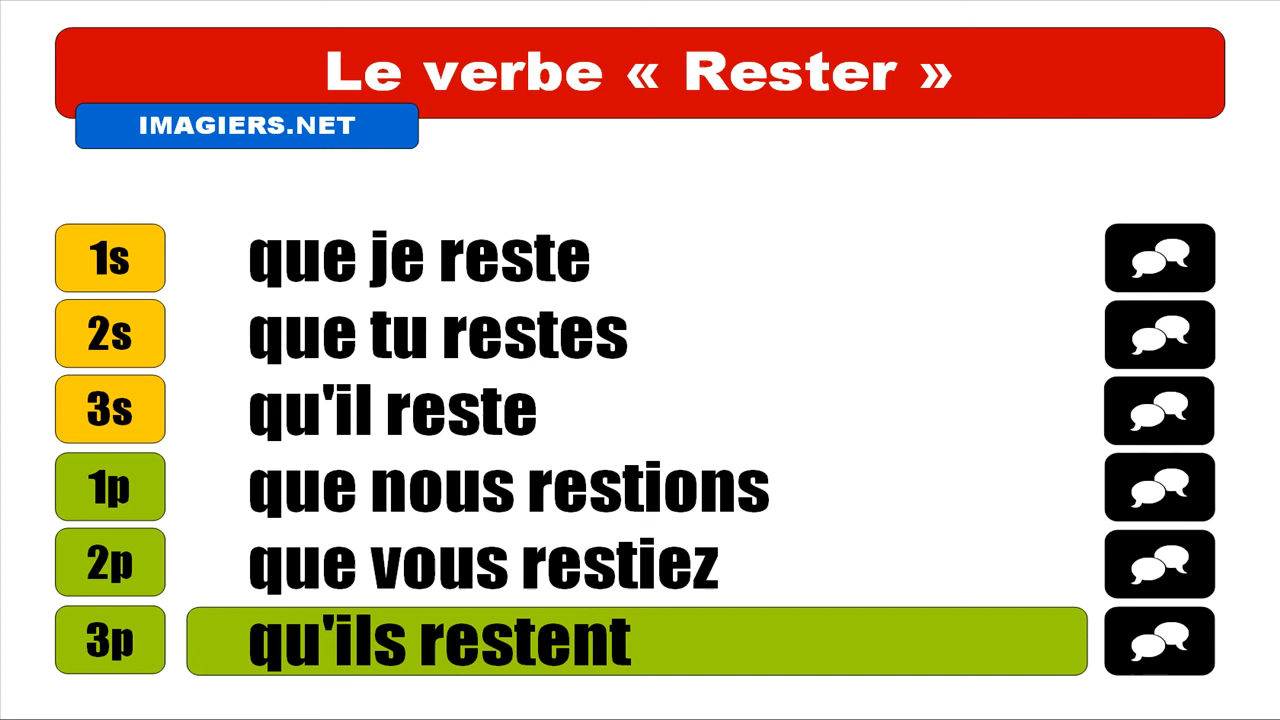 Le verbe « Rester »
IMAGIERS.NET
1s que je reste
2s que tu restes
3s qu'il reste
1p que nous restions
2p que vous restiez
3p qu'ils restent